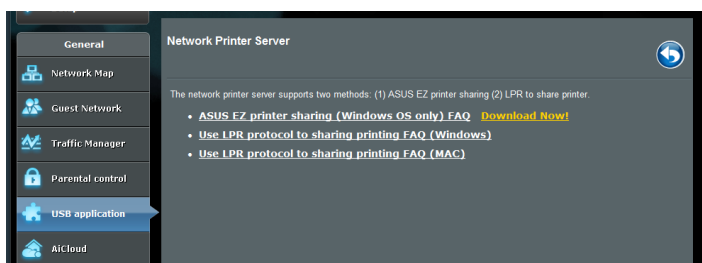 General
Network Map
Guest Network
Traffic Manager
Parental control
USB application
AiCloud
Network Printer Server
The network printer server supports two methods: (1) ASUS EZ printer sharing (2) LPR to share printer.
ASUS EZ printer sharing (Windows OS only) FAQ Download Now!
Use LPR protocol to sharing printing FAQ (Windows)
Use LPR protocol to sharing printing FAQ (MAC)